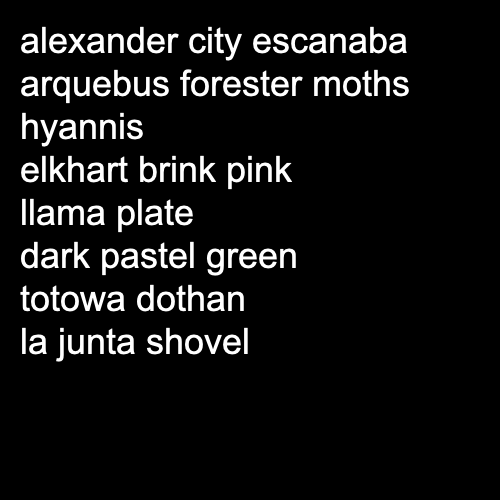 alexander city escanaba
arquebus forester moths
hyannis
elkhart brink pink
llama plate
dark pastel green
totowa dothan
la junta shovel